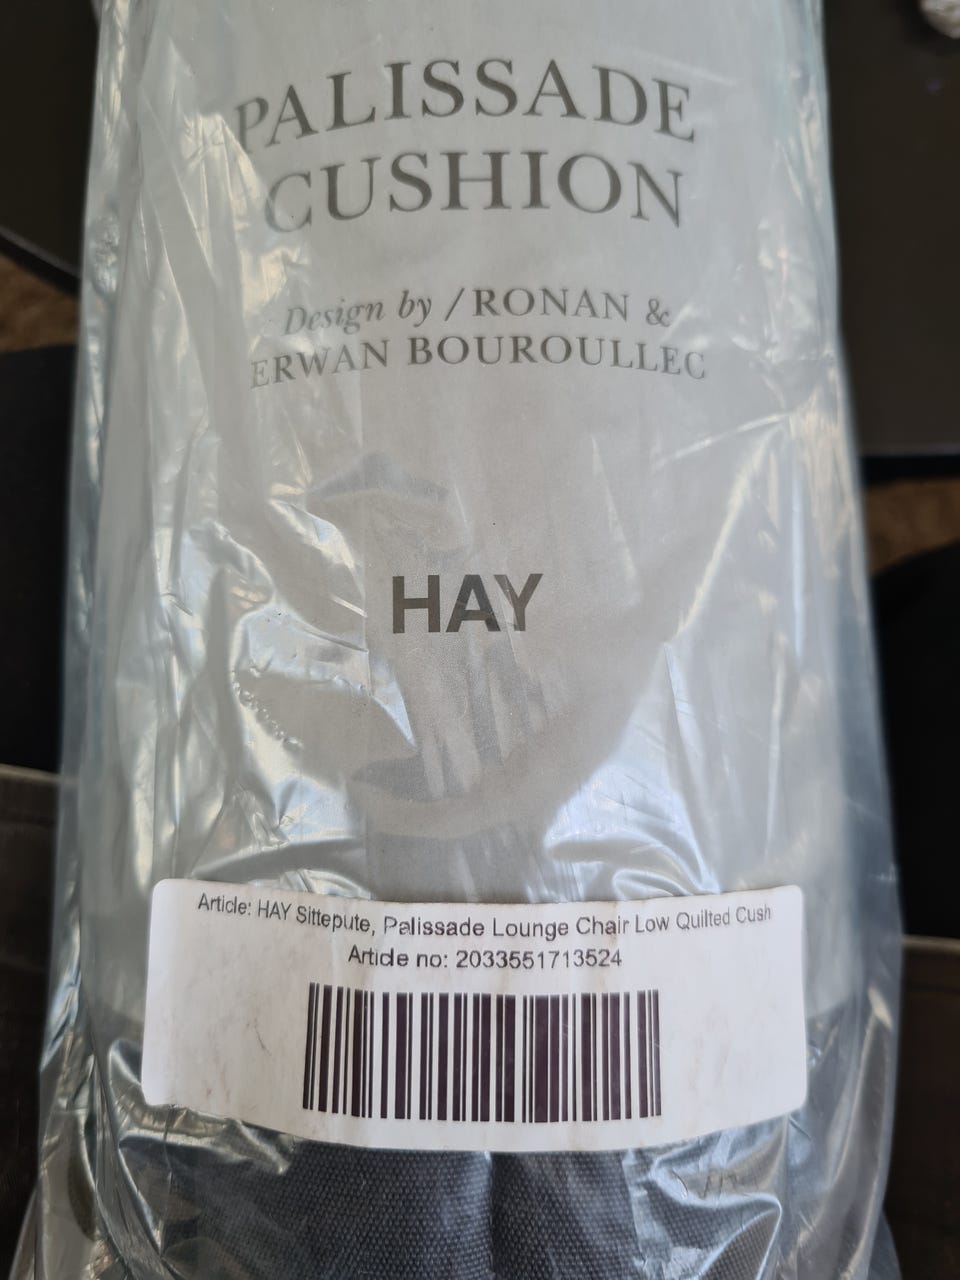 PALISSADE
CUSHION
Design by / RONAN &
ERWAN BOUROULLEC
HAY
Article: HAY Sittepute, Palissade Lounge Chair Low Quilted Cush
Article no: 2033551713524